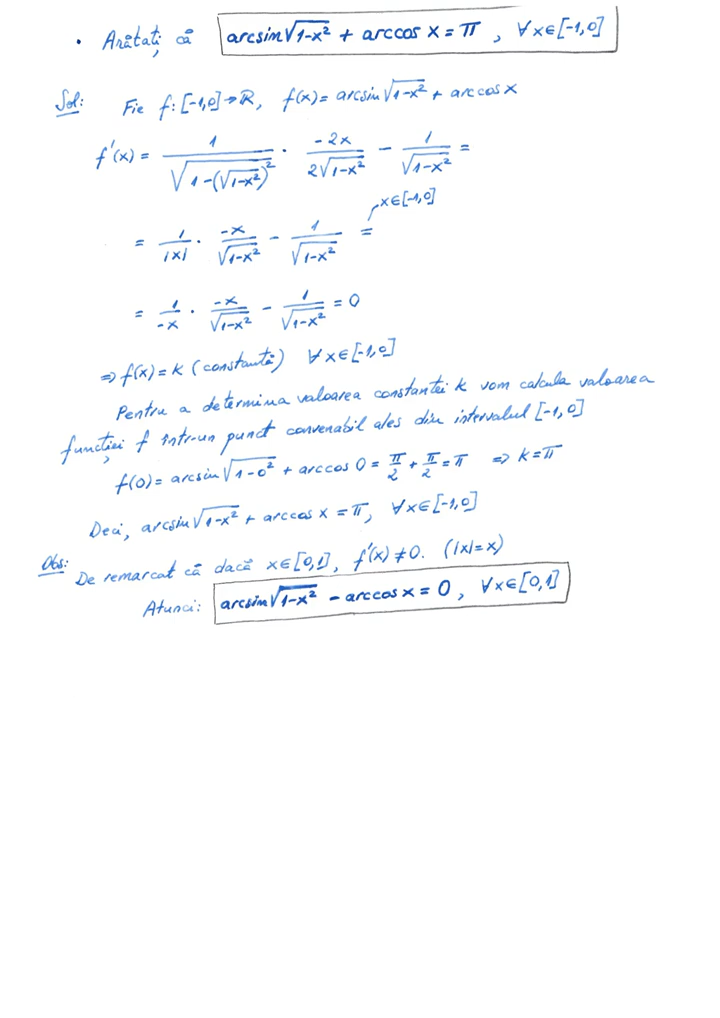 • Arătați că arcsin√(1-x²) + arccos x = π , ∀x∈[-1,0]
Sol: Fie f: [-1,0]→ℝ, f(x) = arcsin√(1-x²) + arccos x
f'(x) = 1/√(1-(√(1-x²))²) · -2x/(2√(1-x²)) - 1/√(1-x²) =
= 1/|x| · -x/√(1-x²) - 1/√(1-x²) = x∈[-1,0]
= 1/-x · -x/√(1-x²) - 1/√(1-x²) = 0
⇒ f(x) = k (constantă) ∀x∈[-1,0]
Pentru a determina valoarea constantei k vom calcula valoarea
funcției f într-un punct convenabil ales din intervalul [-1,0]
f(0) = arcsin√(1-0²) + arccos 0 = π/2 + π/2 = π ⇒ k = π
Deci, arcsin√(1-x²) + arccos x = π, ∀x∈[-1,0]
Obs: De remarcat că dacă x∈[0,1], f'(x) ≠ 0. (|x| = x)
Atunci: arcsin√(1-x²) - arccos x = 0 , ∀x∈[0,1]